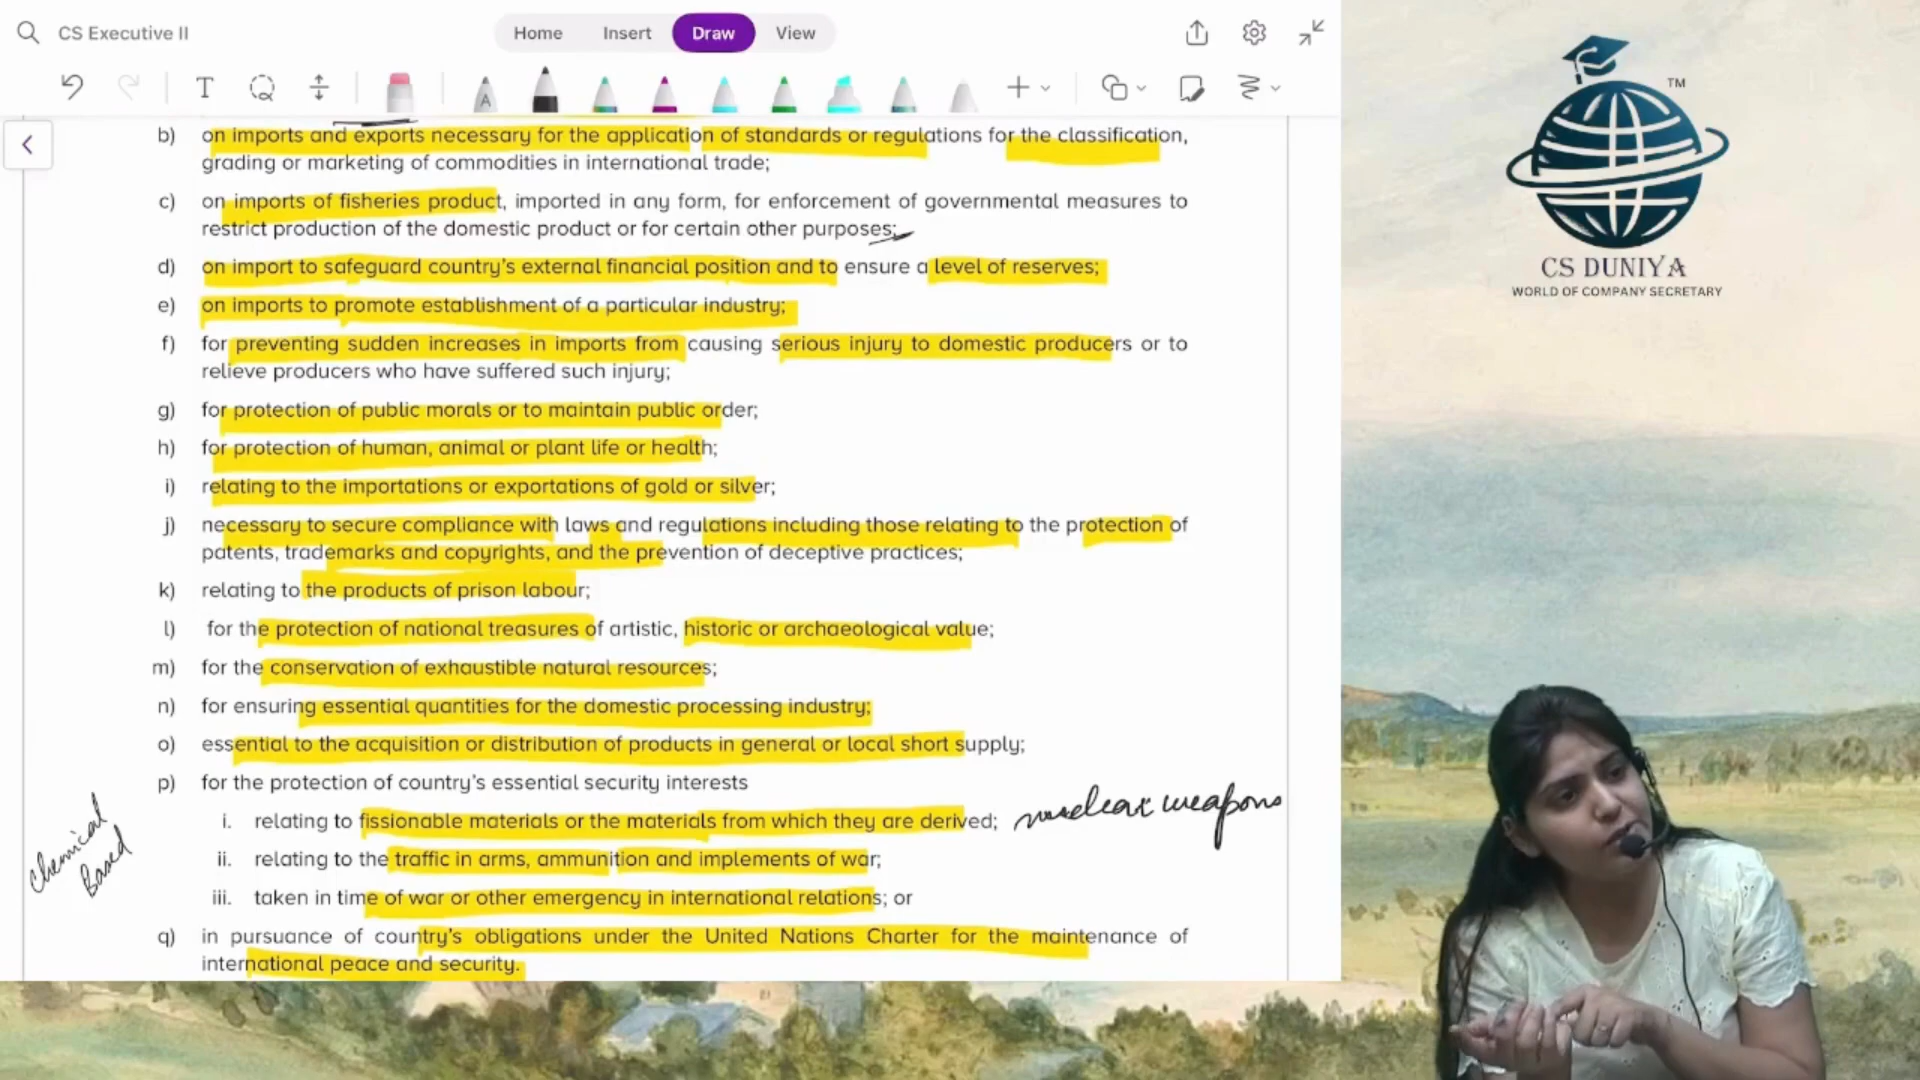 CS Executive II
Home Insert Draw View
T
A
b) on imports and exports necessary for the application of standards or regulations for the classification,
grading or marketing of commodities in international trade;
c) on imports of fisheries product, imported in any form, for enforcement of governmental measures to
restrict production of the domestic product or for certain other purposes;
d) on import to safeguard country's external financial position and to ensure a level of reserves;
e) on imports to promote establishment of a particular industry;
f) for preventing sudden increases in imports from causing serious injury to domestic producers or to
relieve producers who have suffered such injury;
g) for protection of public morals or to maintain public order;
h) for protection of human, animal or plant life or health;
i) relating to the importations or exportations of gold or silver;
j) necessary to secure compliance with laws and regulations including those relating to the protection of
patents, trademarks and copyrights, and the prevention of deceptive practices;
k) relating to the products of prison labour;
l) for the protection of national treasures of artistic, historic or archaeological value;
m) for the conservation of exhaustible natural resources;
n) for ensuring essential quantities for the domestic processing industry;
o) essential to the acquisition or distribution of products in general or local short supply;
p) for the protection of country's essential security interests
i. relating to fissionable materials or the materials from which they are derived; nuclear weapons
ii. relating to the traffic in arms, ammunition and implements of war;
iii. taken in time of war or other emergency in international relations; or
q) in pursuance of country's obligations under the United Nations Charter for the maintenance of
international peace and security.
Chemical
Based
TM
CS DUNIYA
WORLD OF COMPANY SECRETARY